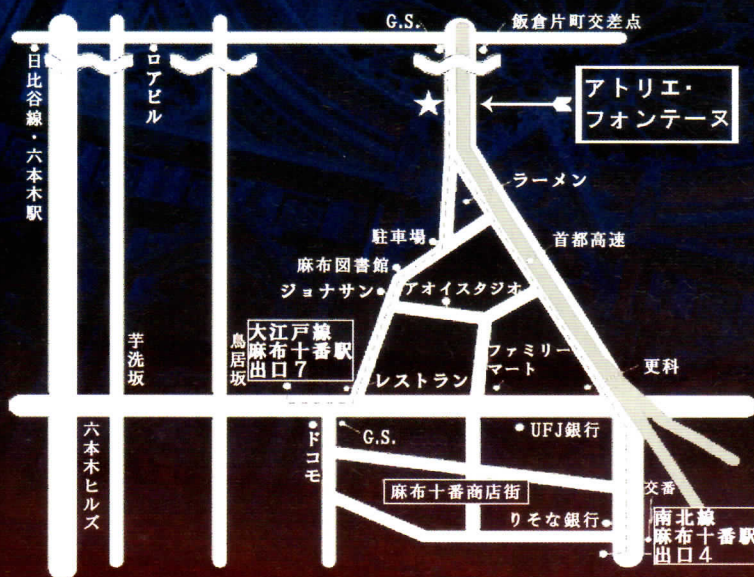 G.S.
飯倉片町交差点
日比谷線・六本木駅
ロアビル
アトリエ・
フォンテーヌ
ラーメン
駐車場
首都高速
麻布図書館
ジョナサン
アオイスタジオ
芋洗坂
鳥居坂
大江戸線
麻布十番駅
出口7
ファミリー
マート
レストラン
更科
六本木ヒルズ
ドコモ
G.S.
UFJ銀行
麻布十番商店街
交番
りそな銀行
南北線
麻布十番駅
出口4